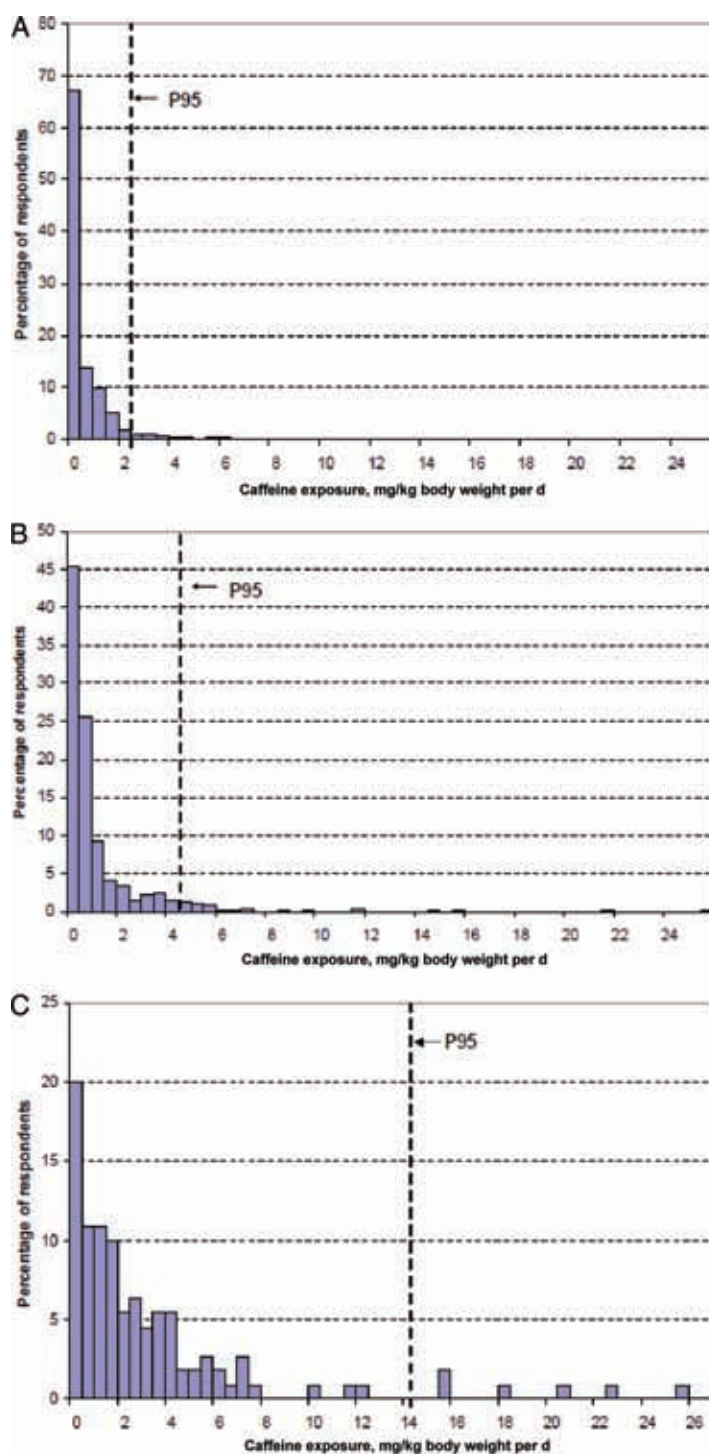 A
Percentage of respondents
80
70
60
50
40
30
20
10
0
P95
0 2 4 6 8 10 12 14 16 18 20 22 24
Caffeine exposure, mg/kg body weight per d
B
Percentage of respondents
50
45
40
35
30
25
20
15
10
5
0
P95
0 2 4 6 8 10 12 14 16 18 20 22 24
Caffeine exposure, mg/kg body weight per d
C
Percentage of respondents
25
20
15
10
5
0
P95
0 2 4 6 8 10 12 14 16 18 20 22 24 26
Caffeine exposure, mg/kg body weight per d